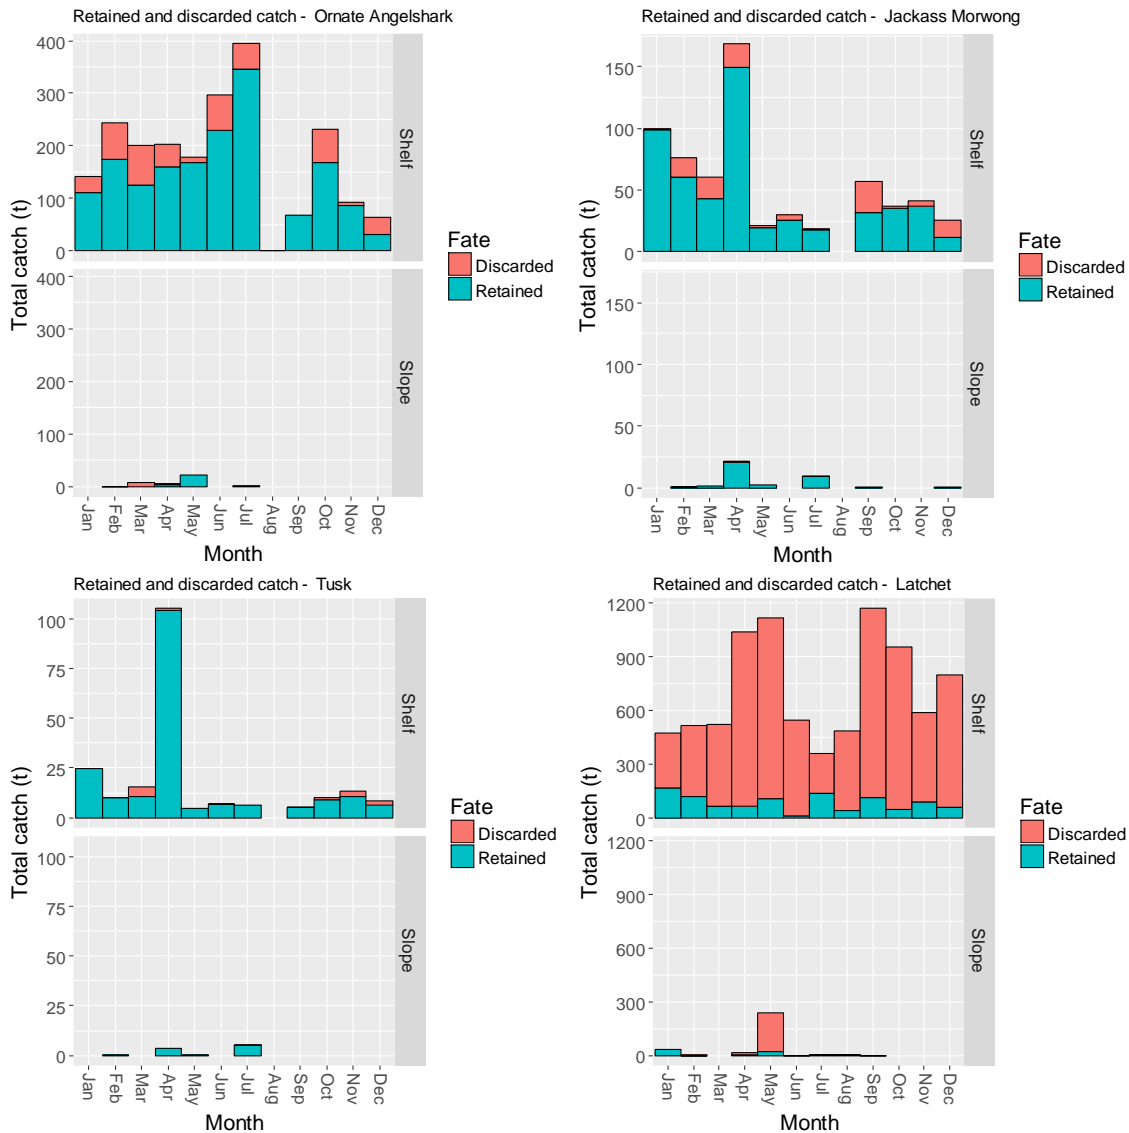 Retained and discarded catch - Ornate Angelshark
400
300
200
100
0
Shelf
400
300
200
100
0
Slope
Total catch (t)
Jan Feb Mar Apr May Jun Jul Aug Sep Oct Nov Dec
Month
Fate
Discarded
Retained
Retained and discarded catch - Jackass Morwong
150
100
50
0
Shelf
150
100
50
0
Slope
Total catch (t)
Jan Feb Mar Apr May Jun Jul Aug Sep Oct Nov Dec
Month
Fate
Discarded
Retained
Retained and discarded catch - Tusk
100
75
50
25
0
Shelf
100
75
50
25
0
Slope
Total catch (t)
Jan Feb Mar Apr May Jun Jul Aug Sep Oct Nov Dec
Month
Fate
Discarded
Retained
Retained and discarded catch - Latchet
1200
900
600
300
0
Shelf
1200
900
600
300
0
Slope
Total catch (t)
Jan Feb Mar Apr May Jun Jul Aug Sep Oct Nov Dec
Month
Fate
Discarded
Retained